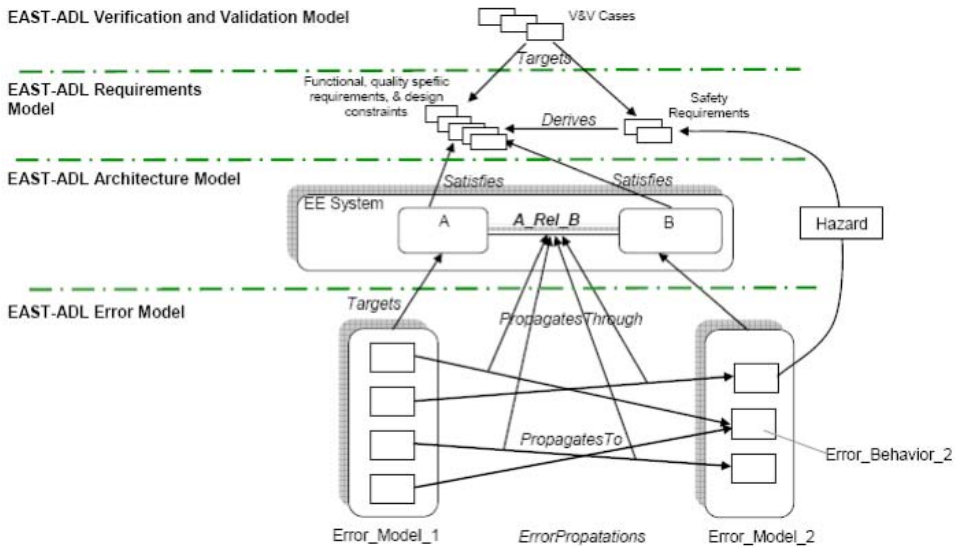 EAST-ADL Verification and Validation Model
V&V Cases
Targets
EAST-ADL Requirements
Model
Functional, quality speffiic
requirements, & design
constraints
Safety
Requirements
Derives
EAST-ADL Architecture Model
Satisfies
Satisfies
EE System
A
A_Rel_B
B
Hazard
Targets
EAST-ADL Error Model
PropagatesThrough
PropagatesTo
Error_Behavior_2
Error_Model_1
ErrorPropatations
Error_Model_2